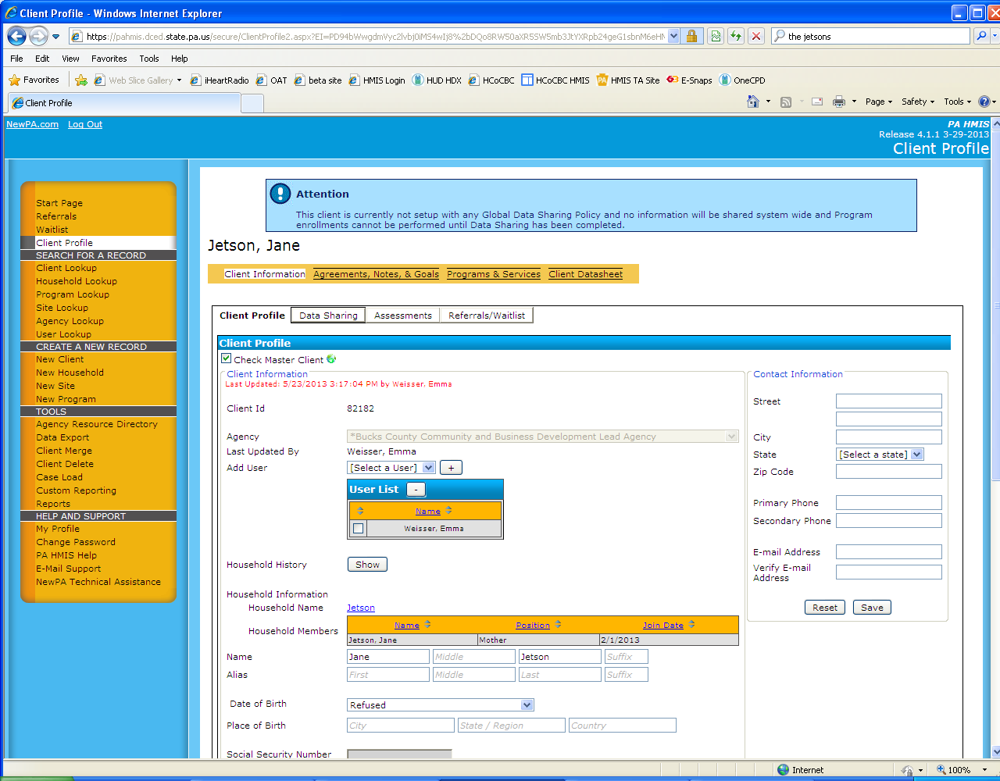 Client Profile - Windows Internet Explorer
https://pahmis.dced.state.pa.us/secure/ClientProfile2.aspx?
the jetsons
File Edit View Favorites Tools Help
Favorites Web Slice Gallery iHeartRadio OAT beta site HMIS Login HUD HDX HCoCBC HCoCBC HMIS HMIS TA Site E-Snaps OneCPD
Client Profile
Page Safety Tools
NewPA.com Log Out
PA HMIS
Release 4.1.1 3-29-2013
Client Profile
Start Page
Referrals
Waitlist
Client Profile
SEARCH FOR A RECORD
Client Lookup
Household Lookup
Program Lookup
Site Lookup
Agency Lookup
User Lookup
CREATE A NEW RECORD
New Client
New Household
New Site
New Program
TOOLS
Agency Resource Directory
Data Export
Client Merge
Client Delete
Case Load
Custom Reporting
Reports
HELP AND SUPPORT
My Profile
Change Password
PA HMIS Help
E-Mail Support
NewPA Technical Assistance
Attention
This client is currently not setup with any Global Data Sharing Policy and no information will be shared system wide and Program
enrollments cannot be performed until Data Sharing has been completed.
Jetson, Jane
Client Information Agreements, Notes, & Goals Programs & Services Client Datasheet
Client Profile Data Sharing Assessments Referrals/Waitlist
Client Profile
Check Master Client
Client Information
Last Updated: 5/23/2013 3:17:04 PM by Weisser, Emma
Client Id 82182
Agency *Bucks County Community and Business Development Lead Agency
Last Updated By Weisser, Emma
Add User [Select a User] +
User List -
Name
Weisser, Emma
Household History Show
Household Information
Household Name Jetson
Household Members Name Position Join Date
Jetson, Jane Mother 2/1/2013
Name Jane Middle Jetson Suffix
Alias First Middle Last Suffix
Date of Birth Refused
Place of Birth City State / Region Country
Social Security Number
Contact Information
Street
City
State [Select a state]
Zip Code
Primary Phone
Secondary Phone
E-mail Address
Verify E-mail
Address
Reset Save
Internet 100%